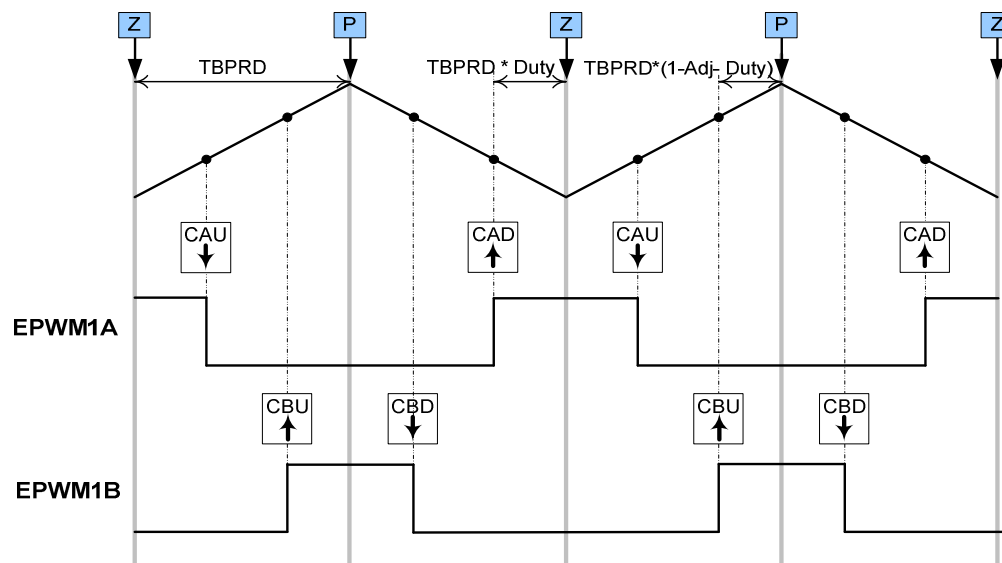 Z P Z P Z
TBPRD TBPRD * Duty TBPRD*(1-Adj- Duty)
CAU CAD CAU CAD
EPWM1A
CBU CBD CBU CBD
EPWM1B